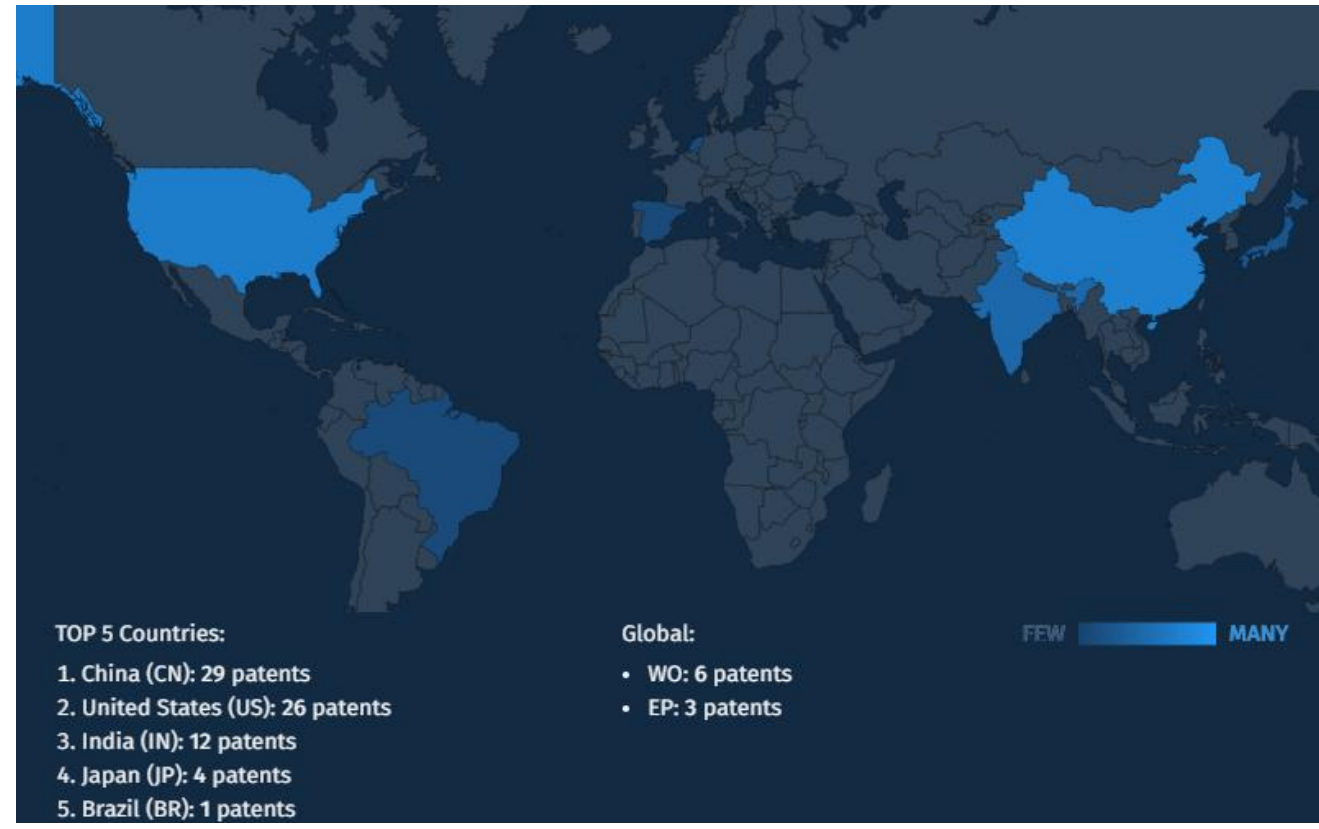 TOP 5 Countries:
1. China (CN): 29 patents
2. United States (US): 26 patents
3. India (IN): 12 patents
4. Japan (JP): 4 patents
5. Brazil (BR): 1 patents
Global:
• WO: 6 patents
• EP: 3 patents
FEW MANY